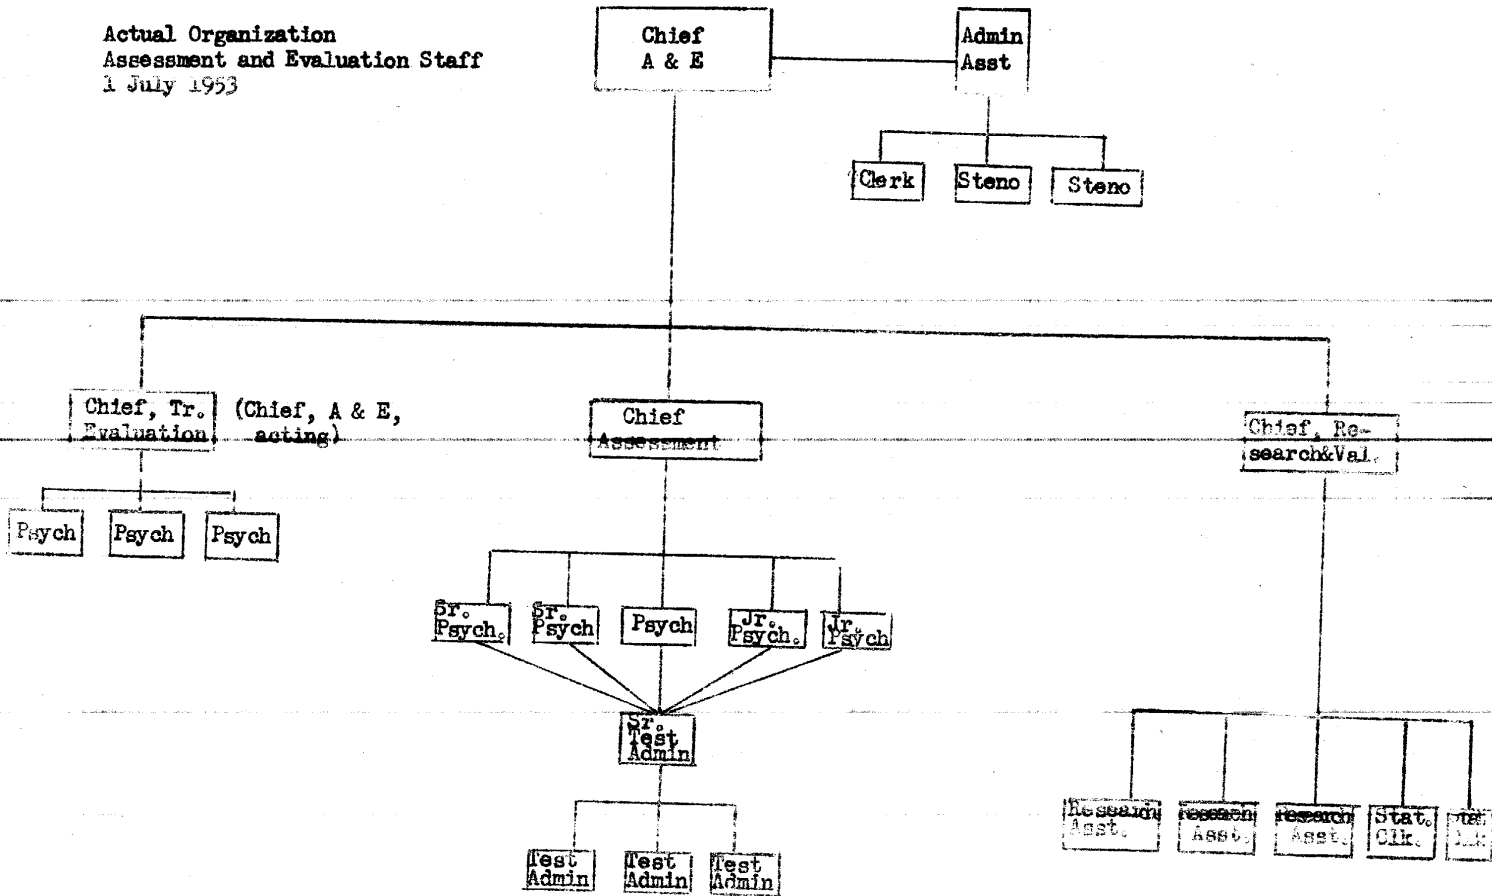 Actual Organization
Assessment and Evaluation Staff
1 July 1953
Chief
A & E
Admin
Asst
Clerk
Steno
Steno
Chief, Tr.
Evaluation
(Chief, A & E,
acting)
Chief
Assessment
Chief, Re-
search&Val.
Psych
Psych
Psych
Sr.
Psych.
Sr.
Psych
Psych
Jr.
Psych.
Jr.
Psych
Sr.
Test
Admin
Test
Admin
Test
Admin
Test
Admin
Research
Asst.
Research
Asst.
Research
Asst.
Stat.
Clk.
Stat
Clk